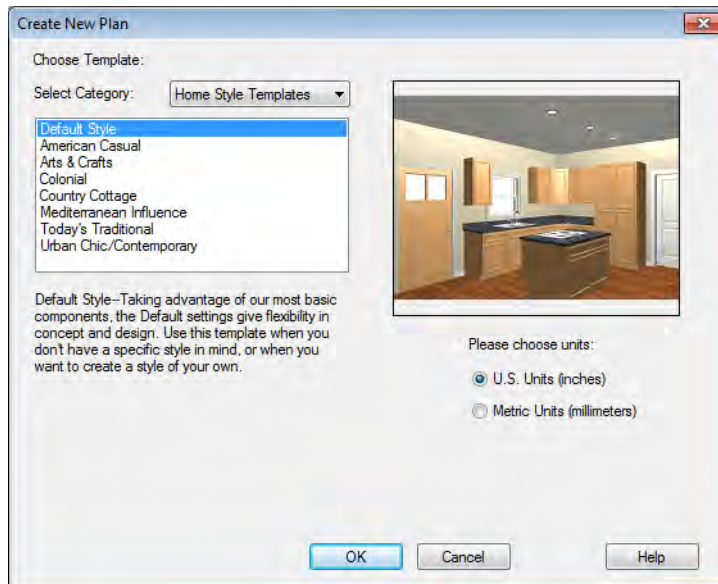 Create New Plan
Choose Template:
Select Category:
Home Style Templates
Default Style
American Casual
Arts & Crafts
Colonial
Country Cottage
Mediterranean Influence
Today's Traditional
Urban Chic/Contemporary
Default Style–Taking advantage of our most basic
components, the Default settings give flexibility in
concept and design. Use this template when you
don't have a specific style in mind, or when you
want to create a style of your own.
Please choose units:
U.S. Units (inches)
Metric Units (millimeters)
OK
Cancel
Help